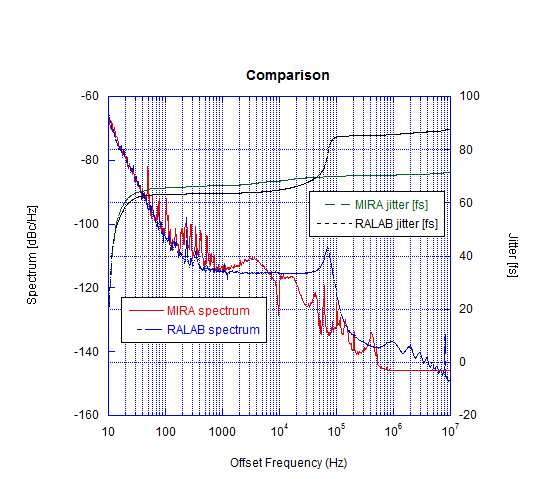 Comparison
-60
-80
-100
-120
-140
-160
100
80
60
40
20
0
-20
Spectrum [dBc/Hz]
Jitter [fs]
MIRA jitter [fs]
RALAB jitter [fs]
MIRA spectrum
RALAB spectrum
10 100 1000 10⁴ 10⁵ 10⁶ 10⁷
Offset Frequency (Hz)